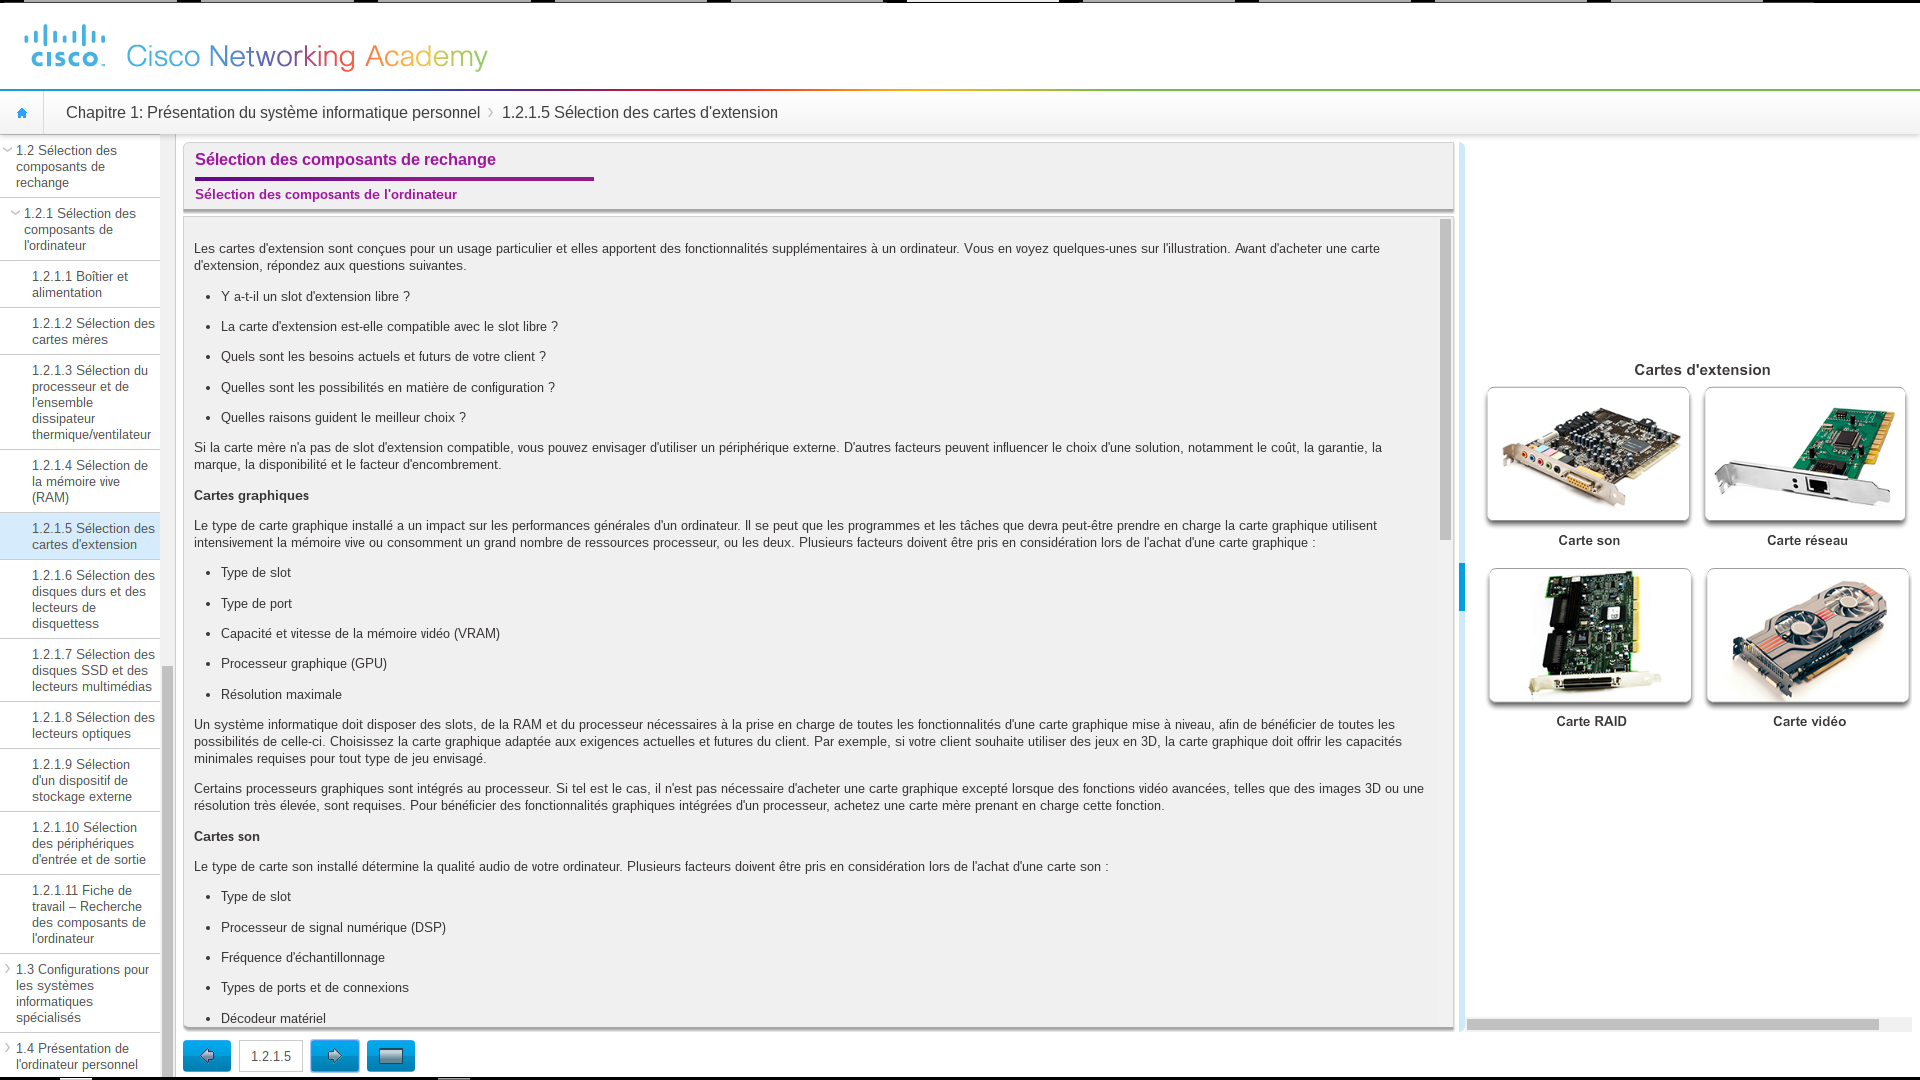 cisco
Cisco Networking Academy
Chapitre 1: Présentation du système informatique personnel
1.2.1.5 Sélection des cartes d'extension
1.2 Sélection des
composants de
rechange
1.2.1 Sélection des
composants de
l'ordinateur
1.2.1.1 Boîtier et
alimentation
1.2.1.2 Sélection des
cartes mères
1.2.1.3 Sélection du
processeur et de
l'ensemble
dissipateur
thermique/ventilateur
1.2.1.4 Sélection de
la mémoire vive
(RAM)
1.2.1.5 Sélection des
cartes d'extension
1.2.1.6 Sélection des
disques durs et des
lecteurs de
disquettess
1.2.1.7 Sélection des
disques SSD et des
lecteurs multimédias
1.2.1.8 Sélection des
lecteurs optiques
1.2.1.9 Sélection
d'un dispositif de
stockage externe
1.2.1.10 Sélection
des périphériques
d'entrée et de sortie
1.2.1.11 Fiche de
travail – Recherche
des composants de
l'ordinateur
1.3 Configurations pour
les systèmes
informatiques
spécialisés
1.4 Présentation de
l'ordinateur personnel
Sélection des composants de rechange
Sélection des composants de l'ordinateur
Les cartes d'extension sont conçues pour un usage particulier et elles apportent des fonctionnalités supplémentaires à un ordinateur. Vous en voyez quelques-unes sur l'illustration. Avant d'acheter une carte
d'extension, répondez aux questions suivantes.
• Y a-t-il un slot d'extension libre ?
• La carte d'extension est-elle compatible avec le slot libre ?
• Quels sont les besoins actuels et futurs de votre client ?
• Quelles sont les possibilités en matière de configuration ?
• Quelles raisons guident le meilleur choix ?
Si la carte mère n'a pas de slot d'extension compatible, vous pouvez envisager d'utiliser un périphérique externe. D'autres facteurs peuvent influencer le choix d'une solution, notamment le coût, la garantie, la
marque, la disponibilité et le facteur d'encombrement.
Cartes graphiques
Le type de carte graphique installé a un impact sur les performances générales d'un ordinateur. Il se peut que les programmes et les tâches que devra peut-être prendre en charge la carte graphique utilisent
intensivement la mémoire vive ou consomment un grand nombre de ressources processeur, ou les deux. Plusieurs facteurs doivent être pris en considération lors de l'achat d'une carte graphique :
• Type de slot
• Type de port
• Capacité et vitesse de la mémoire vidéo (VRAM)
• Processeur graphique (GPU)
• Résolution maximale
Un système informatique doit disposer des slots, de la RAM et du processeur nécessaires à la prise en charge de toutes les fonctionnalités d'une carte graphique mise à niveau, afin de bénéficier de toutes les
possibilités de celle-ci. Choisissez la carte graphique adaptée aux exigences actuelles et futures du client. Par exemple, si votre client souhaite utiliser des jeux en 3D, la carte graphique doit offrir les capacités
minimales requises pour tout type de jeu envisagé.
Certains processeurs graphiques sont intégrés au processeur. Si tel est le cas, il n'est pas nécessaire d'acheter une carte graphique excepté lorsque des fonctions vidéo avancées, telles que des images 3D ou une
résolution très élevée, sont requises. Pour bénéficier des fonctionnalités graphiques intégrées d'un processeur, achetez une carte mère prenant en charge cette fonction.
Cartes son
Le type de carte son installé détermine la qualité audio de votre ordinateur. Plusieurs facteurs doivent être pris en considération lors de l'achat d'une carte son :
• Type de slot
• Processeur de signal numérique (DSP)
• Fréquence d'échantillonnage
• Types de ports et de connexions
• Décodeur matériel
1.2.1.5
Cartes d'extension
Carte son
Carte réseau
Carte RAID
Carte vidéo